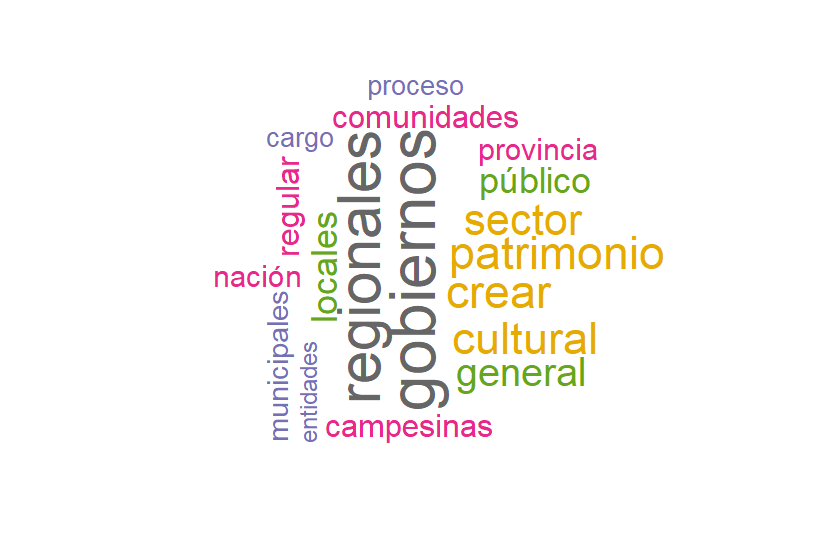 proceso
comunidades
cargo
regionales
gobiernos
provincia
regular
público
locales
sector
patrimonio
nación
crear
municipales
cultural
entidades
general
campesinas